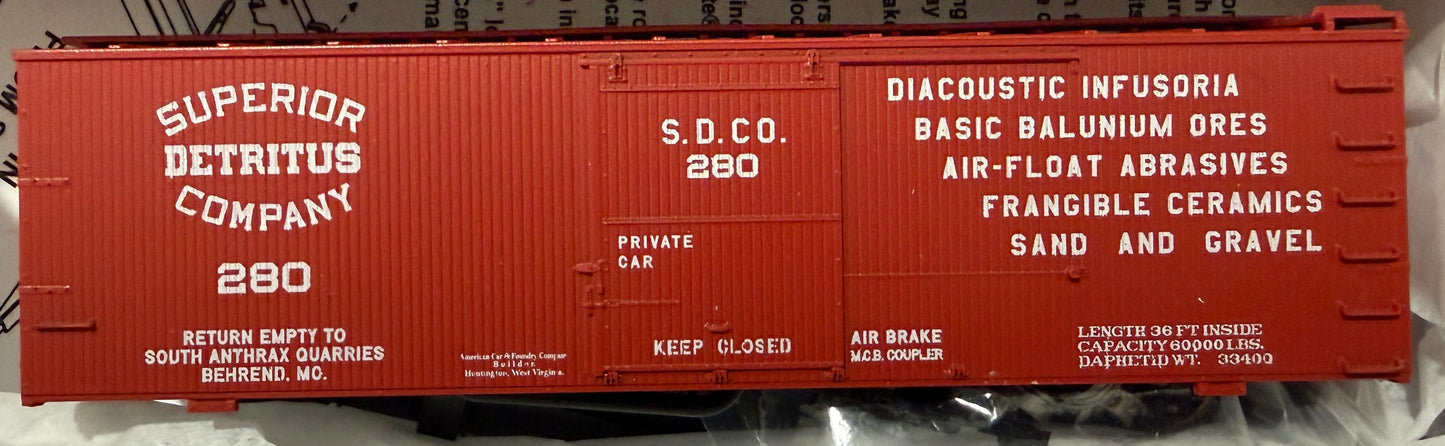 SUPERIOR
DETRITUS
COMPANY
280
RETURN EMPTY TO
SOUTH ANTHRAX QUARRIES
BEHREND, MO.
American Car & Foundry Company
Builder,
Huntington, West Virginia.
S.D.CO.
280
PRIVATE
CAR
KEEP CLOSED
DIACOUSTIC INFUSORIA
BASIC BALUNIUM ORES
AIR-FLOAT ABRASIVES
FRANGIBLE CERAMICS
SAND AND GRAVEL
AIR BRAKE
M.C.B. COUPLER
LENGTH 36 FT INSIDE
CAPACITY 60000 LBS.
WT. 33400